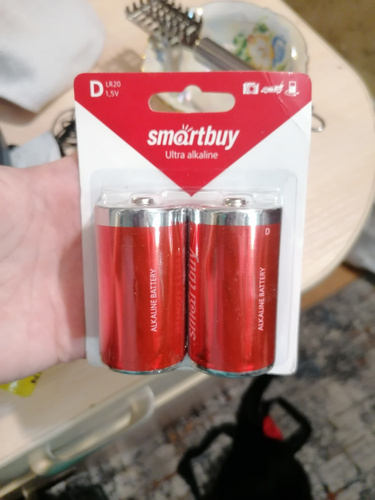 D LR20
1,5V
smartbuy
Ultra alkaline
D
ALKALINE BATTERY
smartbuy
ALKALINE BATTERY